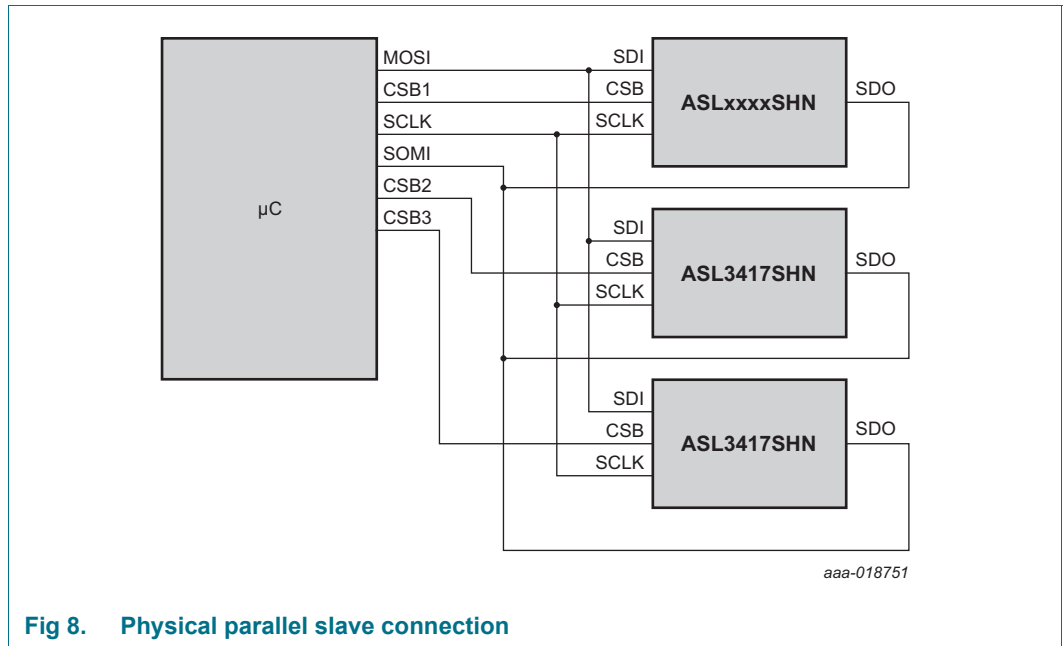 MOSI
CSB1
SCLK
SOMI
CSB2
CSB3
µC
SDI
CSB
SCLK
ASLxxxxSHN
SDO
SDI
CSB
SCLK
ASL3417SHN
SDO
SDI
CSB
SCLK
ASL3417SHN
SDO
aaa-018751
Fig 8. Physical parallel slave connection